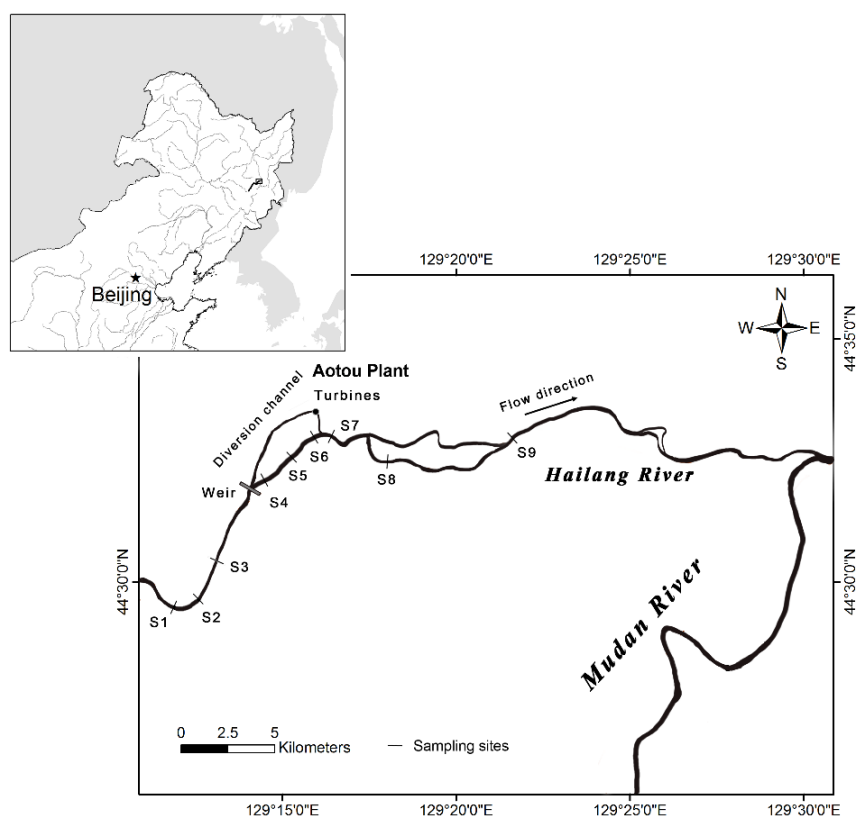 Beijing
129°20'0"E
129°25'0"E
129°30'0"E
N
W
E
S
44°35'0"N
Aotou Plant
Turbines
Diversion channel
Flow direction
S7
S6
S5
S9
S8
Hailang River
Weir
S4
S3
44°30'0"N
44°30'0"N
S1
S2
Mudan River
0 2.5 5
Kilometers
Sampling sites
129°15'0"E
129°20'0"E
129°25'0"E
129°30'0"E